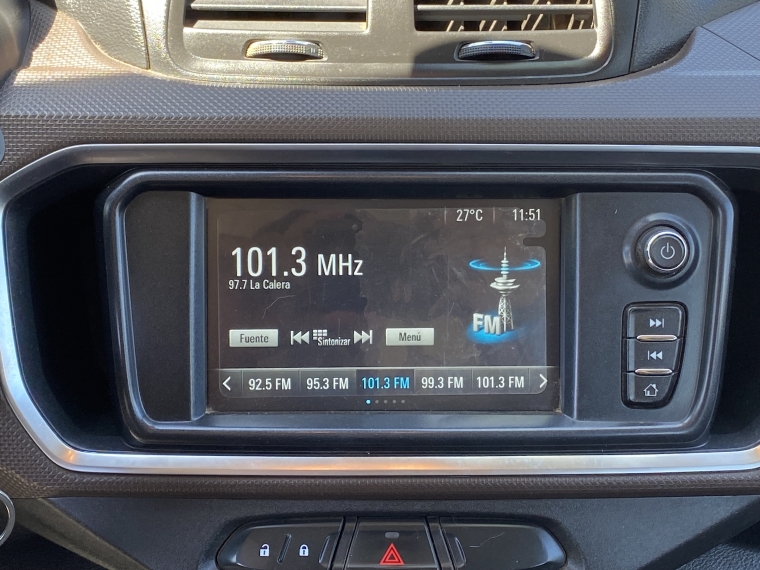 27°C 11:51
101.3 MHz
97.7 La Calera
FM
Fuente Sintonizar Menú
92.5 FM 95.3 FM 101.3 FM 99.3 FM 101.3 FM